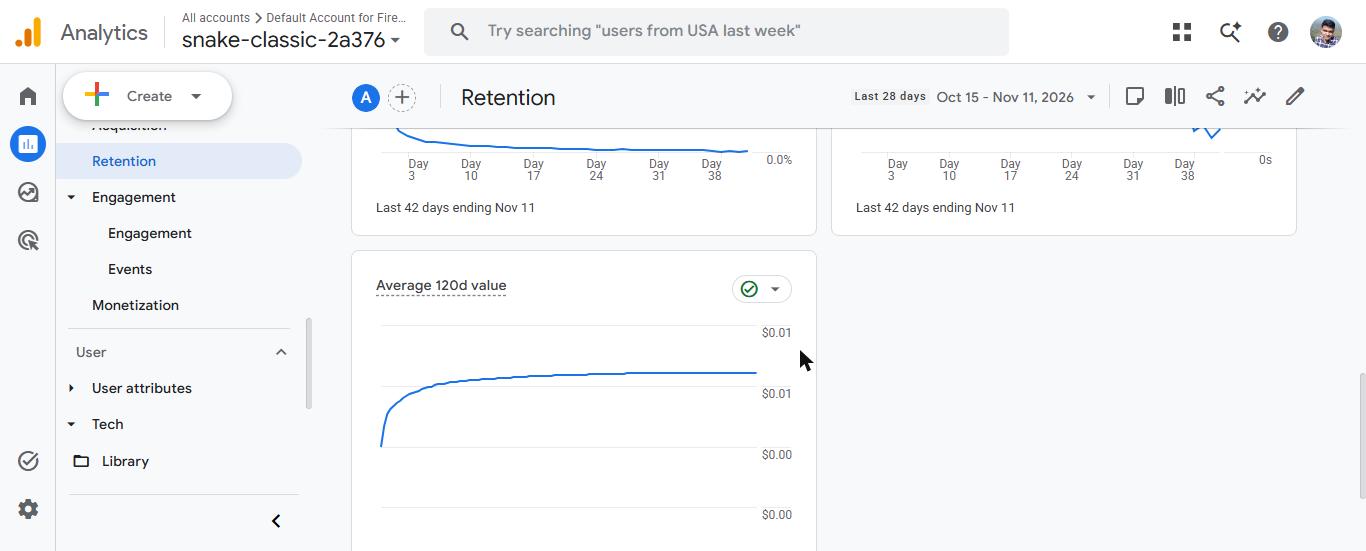 Analytics
All accounts > Default Account for Fire...
snake-classic-2a376
Try searching "users from USA last week"
Create
Acquisition
Retention
Engagement
Engagement
Events
Monetization
User
User attributes
Tech
Library
A
Retention
Last 28 days Oct 15 - Nov 11, 2026
0.0%
Day 3
Day 10
Day 17
Day 24
Day 31
Day 38
Last 42 days ending Nov 11
0s
Day 3
Day 10
Day 17
Day 24
Day 31
Day 38
Last 42 days ending Nov 11
Average 120d value
$0.01
$0.01
$0.00
$0.00